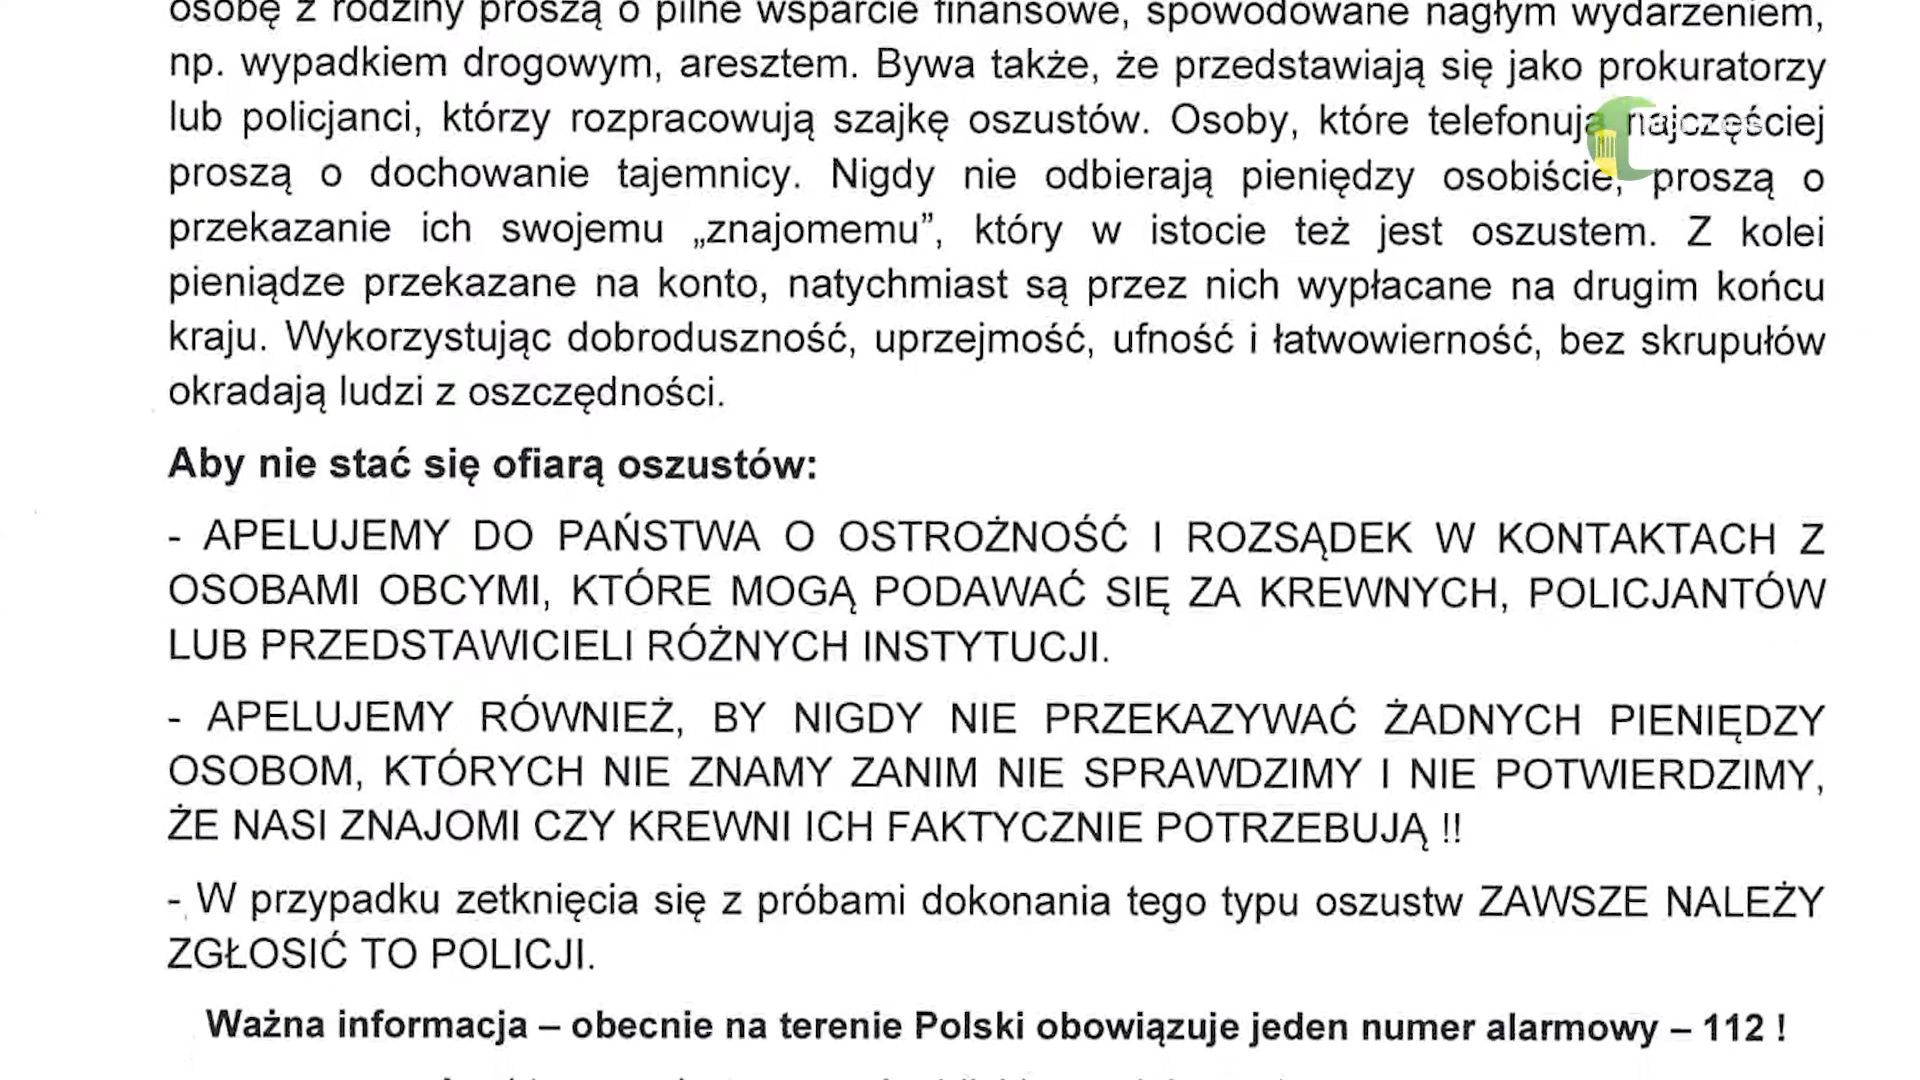 osobę z rodziny proszą o pilne wsparcie finansowe, spowodowane nagłym wydarzeniem,
np. wypadkiem drogowym, aresztem. Bywa także, że przedstawiają się jako prokuratorzy
lub policjanci, którzy rozpracowują szajkę oszustów. Osoby, które telefonują najczęściej
proszą o dochowanie tajemnicy. Nigdy nie odbierają pieniędzy osobiście, proszą o
przekazanie ich swojemu „znajomemu”, który w istocie też jest oszustem. Z kolei
pieniądze przekazane na konto, natychmiast są przez nich wypłacane na drugim końcu
kraju. Wykorzystując dobroduszność, uprzejmość, ufność i łatwowierność, bez skrupułów
okradają ludzi z oszczędności.
Aby nie stać się ofiarą oszustów:
- APELUJEMY DO PAŃSTWA O OSTROŻNOŚĆ I ROZSĄDEK W KONTAKTACH Z
OSOBAMI OBCYMI, KTÓRE MOGĄ PODAWAĆ SIĘ ZA KREWNYCH, POLICJANTÓW
LUB PRZEDSTAWICIELI RÓŻNYCH INSTYTUCJI.
- APELUJEMY RÓWNIEŻ, BY NIGDY NIE PRZEKAZYWAĆ ŻADNYCH PIENIĘDZY
OSOBOM, KTÓRYCH NIE ZNAMY ZANIM NIE SPRAWDZIMY I NIE POTWIERDZIMY,
ŻE NASI ZNAJOMI CZY KREWNI ICH FAKTYCZNIE POTRZEBUJĄ !!
- W przypadku zetknięcia się z próbami dokonania tego typu oszustw ZAWSZE NALEŻY
ZGŁOSIĆ TO POLICJI.
Ważna informacja – obecnie na terenie Polski obowiązuje jeden numer alarmowy – 112 !